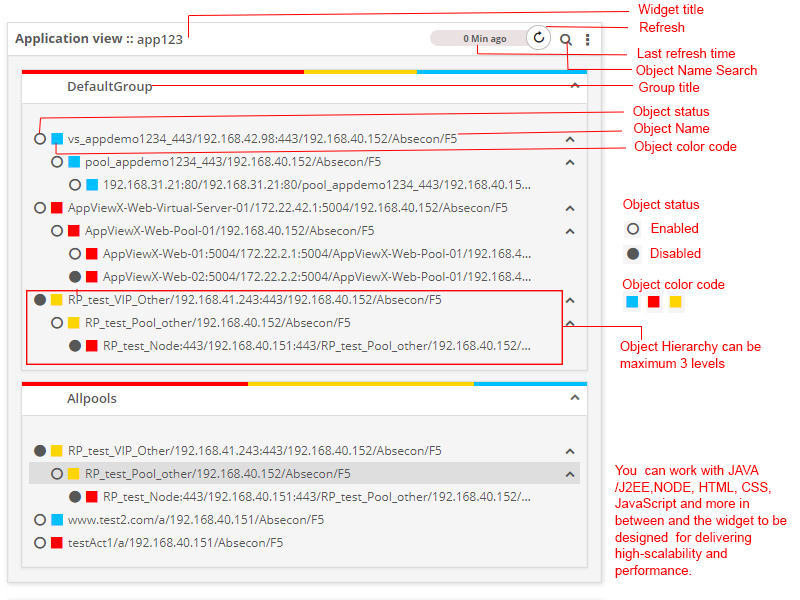 Widget title
Refresh
Application view :: app123
0 Min ago
Last refresh time
Object Name Search
DefaultGroup
Group title
Object status
vs_appdemo1234_443/192.168.42.98:443/192.168.40.152/Absecon/F5
Object Name
Object color code
pool_appdemo1234_443/192.168.40.152/Absecon/F5
192.168.31.21:80/192.168.31.21:80/pool_appdemo1234_443/192.168.40.15...
AppViewX-Web-Virtual-Server-01/172.22.42.1:5004/192.168.40.152/Absecon/F5
AppViewX-Web-Pool-01/192.168.40.152/Absecon/F5
AppViewX-Web-01:5004/172.22.2.1:5004/AppViewX-Web-Pool-01/192.168.4...
AppViewX-Web-02:5004/172.22.2.2:5004/AppViewX-Web-Pool-01/192.168.4...
RP_test_VIP_Other/192.168.41.243:443/192.168.40.152/Absecon/F5
RP_test_Pool_other/192.168.40.152/Absecon/F5
RP_test_Node:443/192.168.40.151:443/RP_test_Pool_other/192.168.40.152/...
Object status
Enabled
Disabled
Object color code
Object Hierarchy can be
maximum 3 levels
Allpools
RP_test_VIP_Other/192.168.41.243:443/192.168.40.152/Absecon/F5
RP_test_Pool_other/192.168.40.152/Absecon/F5
RP_test_Node:443/192.168.40.151:443/RP_test_Pool_other/192.168.40.152/...
www.test2.com/a/192.168.40.151/Absecon/F5
testAct1/a/192.168.40.151/Absecon/F5
You can work with JAVA
/J2EE,NODE, HTML, CSS,
JavaScript and more in
between and the widget to be
designed for delivering
high-scalability and
performance.